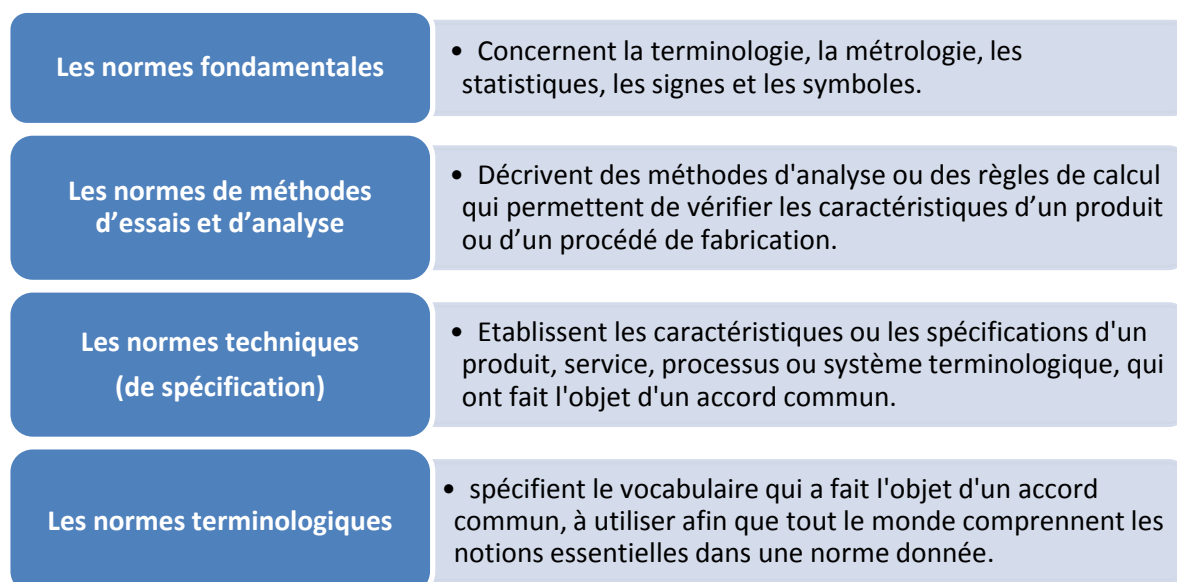 Les normes fondamentales
• Concernent la terminologie, la métrologie, les
statistiques, les signes et les symboles.
Les normes de méthodes
d’essais et d’analyse
• Décrivent des méthodes d'analyse ou des règles de calcul
qui permettent de vérifier les caractéristiques d’un produit
ou d’un procédé de fabrication.
Les normes techniques
(de spécification)
• Etablissent les caractéristiques ou les spécifications d'un
produit, service, processus ou système terminologique, qui
ont fait l'objet d'un accord commun.
Les normes terminologiques
• spécifient le vocabulaire qui a fait l'objet d'un accord
commun, à utiliser afin que tout le monde comprennent les
notions essentielles dans une norme donnée.